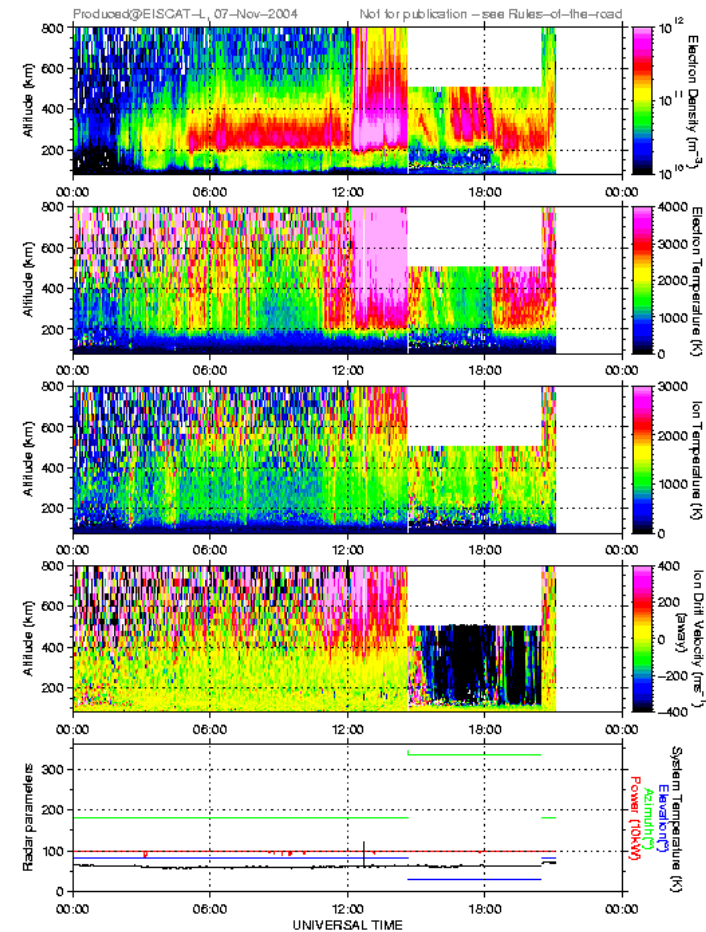 Produced@EISCAT-L, 07-Nov-2004 Not for publication - see Rules-of-the-road
800
600
400
200
Altitude (km)
10^12
10^11
10^10
Electron Density (m^-3)
00:00 06:00 12:00 18:00 00:00
800
600
400
200
Altitude (km)
4000
3000
2000
1000
0
Electron Temperature (K)
00:00 06:00 12:00 18:00 00:00
800
600
400
200
Altitude (km)
3000
2000
1000
0
Ion Temperature (K)
00:00 06:00 12:00 18:00 00:00
800
600
400
200
Altitude (km)
400
200
0
-200
-400
Ion Drift Velocity (ms^-1)
(away)
00:00 06:00 12:00 18:00 00:00
300
200
100
0
Radar parameters
System Temperature (K)
Elevation(°)
Azimuth(°)
Power (10kW)
00:00 06:00 12:00 18:00 00:00
UNIVERSAL TIME